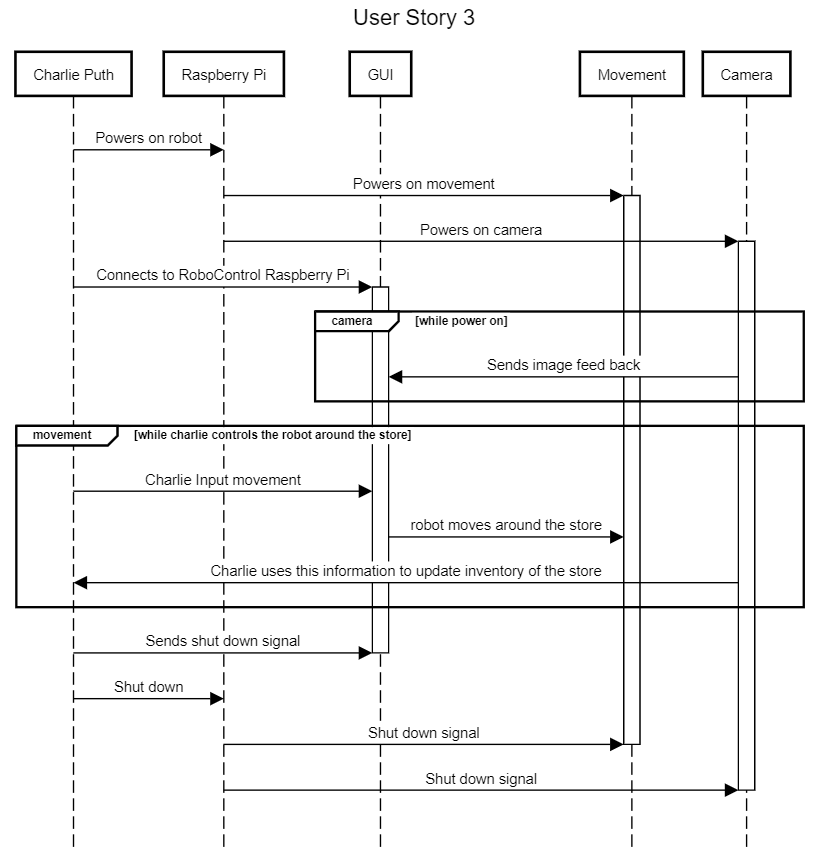 User Story 3
Charlie Puth
Raspberry Pi
GUI
Movement
Camera
Powers on robot
Powers on movement
Powers on camera
Connects to RoboControl Raspberry Pi
camera
[while power on]
Sends image feed back
movement
[while charlie controls the robot around the store]
Charlie Input movement
robot moves around the store
Charlie uses this information to update inventory of the store
Sends shut down signal
Shut down
Shut down signal
Shut down signal